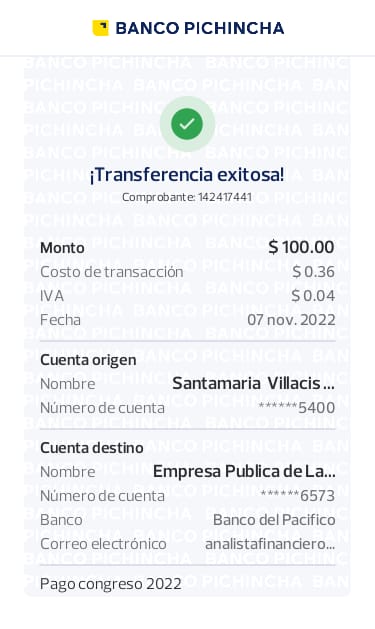 BANCO PICHINCHA
¡Transferencia exitosa!
Comprobante: 142417441
Monto $ 100.00
Costo de transacción $ 0.36
IVA $ 0.04
Fecha 07 nov. 2022
Cuenta origen
Nombre Santamaria Villacis...
Número de cuenta ******5400
Cuenta destino
Nombre Empresa Publica de La...
Número de cuenta ******6573
Banco Banco del Pacifico
Correo electrónico analistafinanciero...
Pago congreso 2022